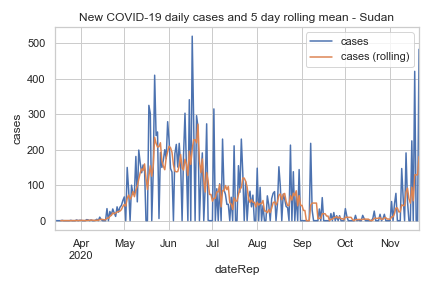 New COVID-19 daily cases and 5 day rolling mean - Sudan
cases
cases (rolling)
500
400
300
200
100
0
cases
Apr
2020
May
Jun
Jul
Aug
Sep
Oct
Nov
dateRep